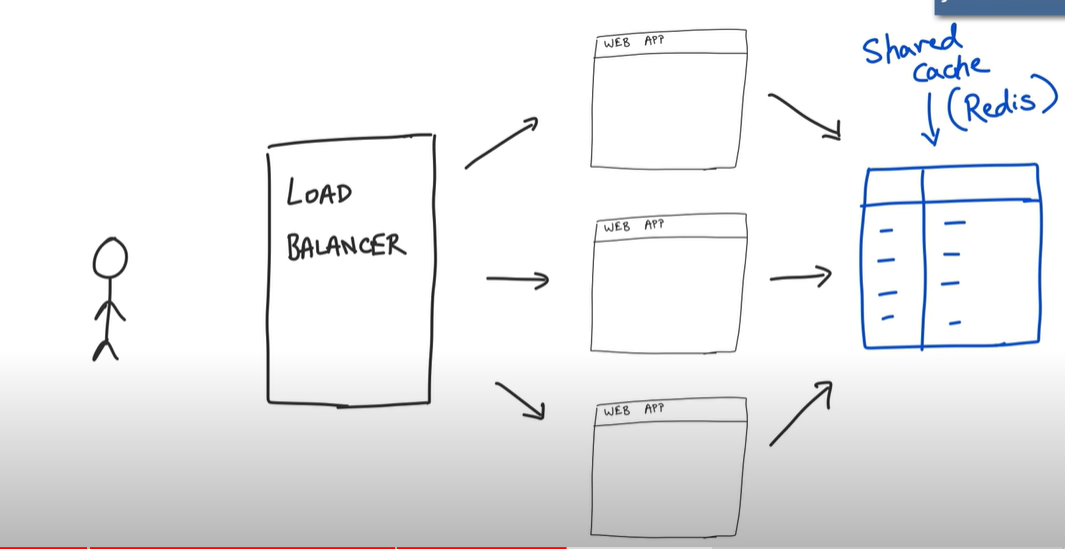 LOAD
BALANCER
WEB APP
WEB APP
WEB APP
Shared
cache
(Redis)